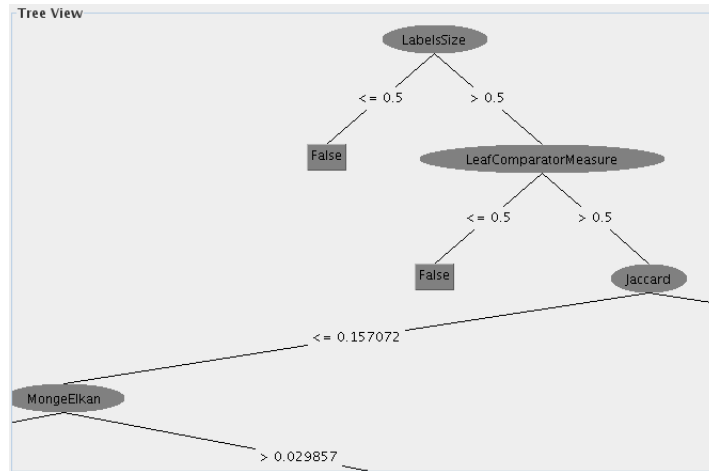 Tree View
LabelsSize
<= 0.5
> 0.5
False
LeafComparatorMeasure
<= 0.5
> 0.5
False
Jaccard
<= 0.157072
MongeElkan
> 0.029857